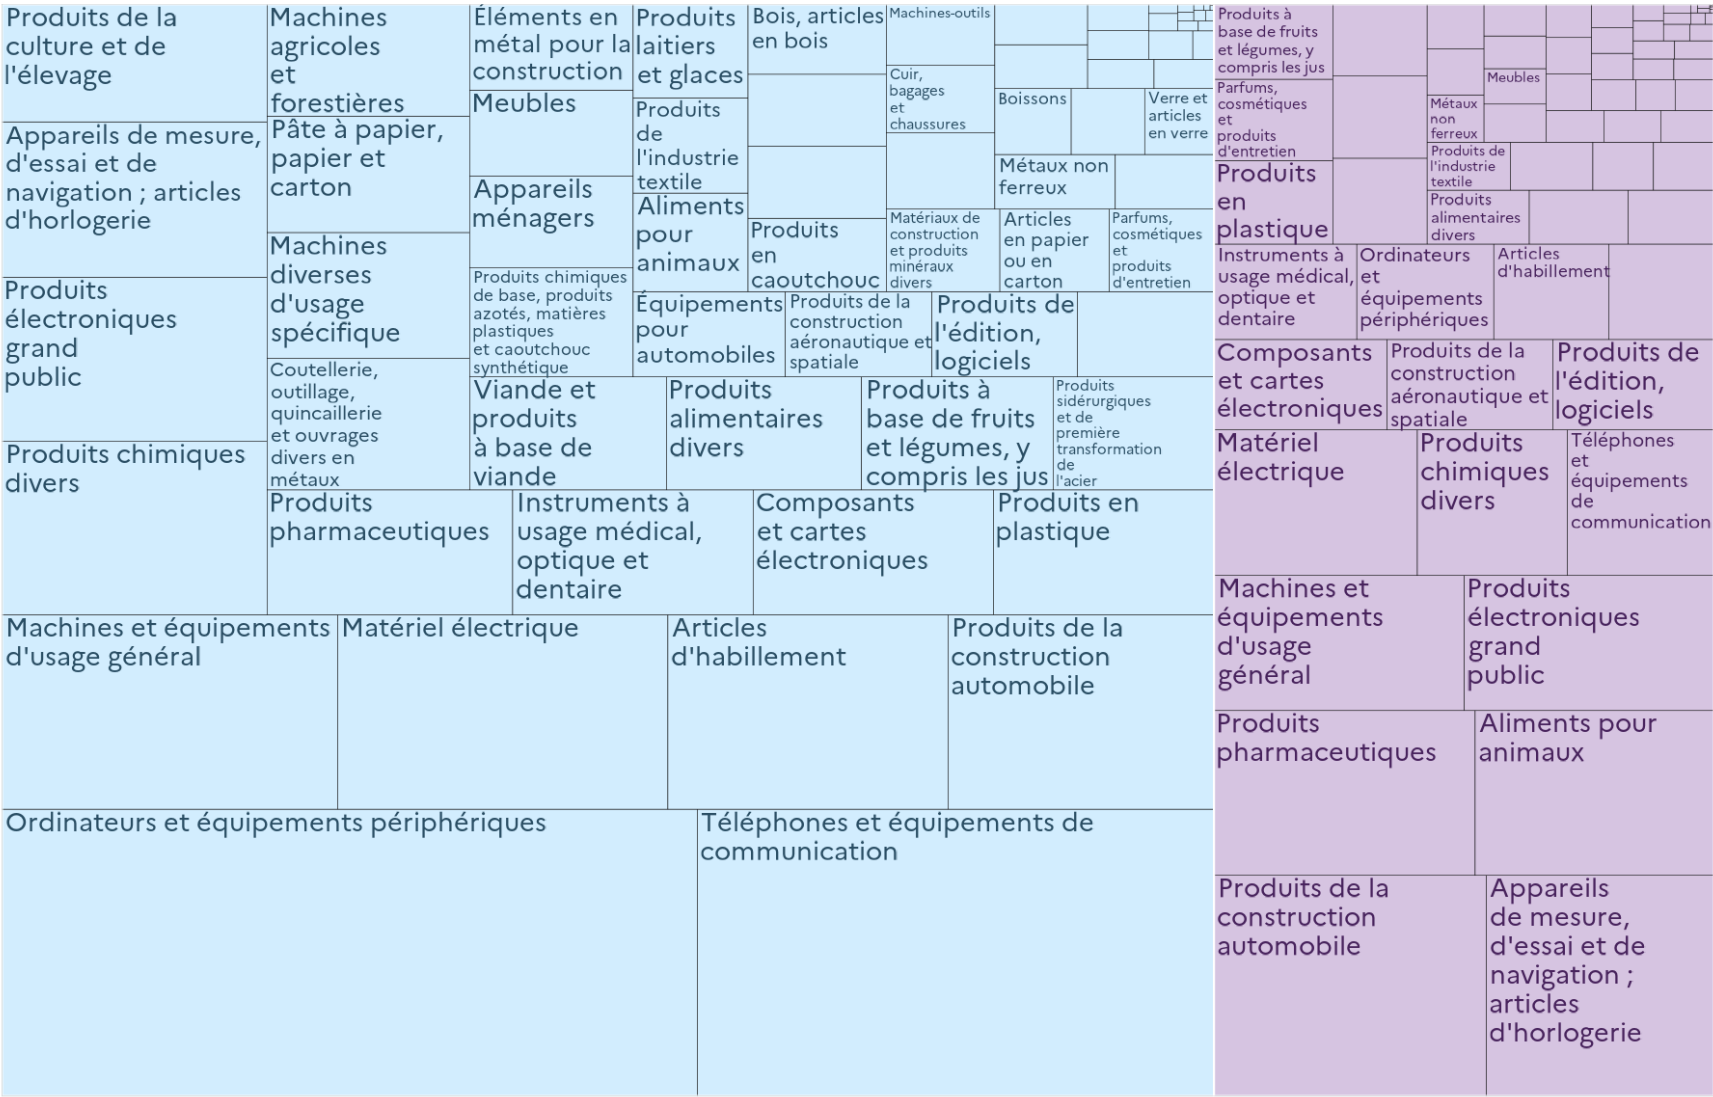 Produits de la
culture et de
l'élevage
Appareils de mesure,
d'essai et de
navigation ; articles
d'horlogerie
Produits
électroniques
grand
public
Produits chimiques
divers
Machines
agricoles
et
forestières
Pâte à papier,
papier et
carton
Machines
diverses
d'usage
spécifique
Coutellerie,
outillage,
quincaillerie
et ouvrages
divers en
métaux
Éléments en
métal pour la
construction
Meubles
Appareils
ménagers
Produits chimiques
de base, produits
azotés, matières
plastiques
et caoutchouc
synthétique
Produits
laitiers
et glaces
Produits
de
l'industrie
textile
Aliments
pour
animaux
Bois, articles
en bois
Produits
en
caoutchouc
Machines-outils
Cuir,
bagages
et
chaussures
Boissons
Verre et
articles
en verre
Métaux non
ferreux
Matériaux de
construction
et produits
minéraux
divers
Articles
en papier
ou en
carton
Parfums,
cosmétiques
et
produits
d'entretien
Équipements
pour
automobiles
Produits de la
construction
aéronautique et
spatiale
Produits de
l'édition,
logiciels
Viande et
produits
à base de
viande
Produits
alimentaires
divers
Produits à
base de fruits
et légumes, y
compris les jus
Produits
sidérurgiques
et de
première
transformation
de
l'acier
Produits
pharmaceutiques
Instruments à
usage médical,
optique et
dentaire
Composants
et cartes
électroniques
Produits en
plastique
Machines et équipements
d'usage général
Matériel électrique
Articles
d'habillement
Produits de la
construction
automobile
Ordinateurs et équipements périphériques
Téléphones et équipements de
communication
Produits à
base de fruits
et légumes, y
compris les jus
Parfums,
cosmétiques
et
produits
d'entretien
Produits
en
plastique
Meubles
Métaux
non
ferreux
Produits de
l'industrie
textile
Produits
alimentaires
divers
Instruments à
usage médical,
optique et
dentaire
Ordinateurs
et
équipements
périphériques
Articles
d'habillement
Composants
et cartes
électroniques
Produits de la
construction
aéronautique et
spatiale
Produits de
l'édition,
logiciels
Matériel
électrique
Produits
chimiques
divers
Téléphones
et
équipements
de
communication
Machines et
équipements
d'usage
général
Produits
électroniques
grand
public
Produits
pharmaceutiques
Aliments pour
animaux
Produits de la
construction
automobile
Appareils
de mesure,
d'essai et de
navigation ;
articles
d'horlogerie